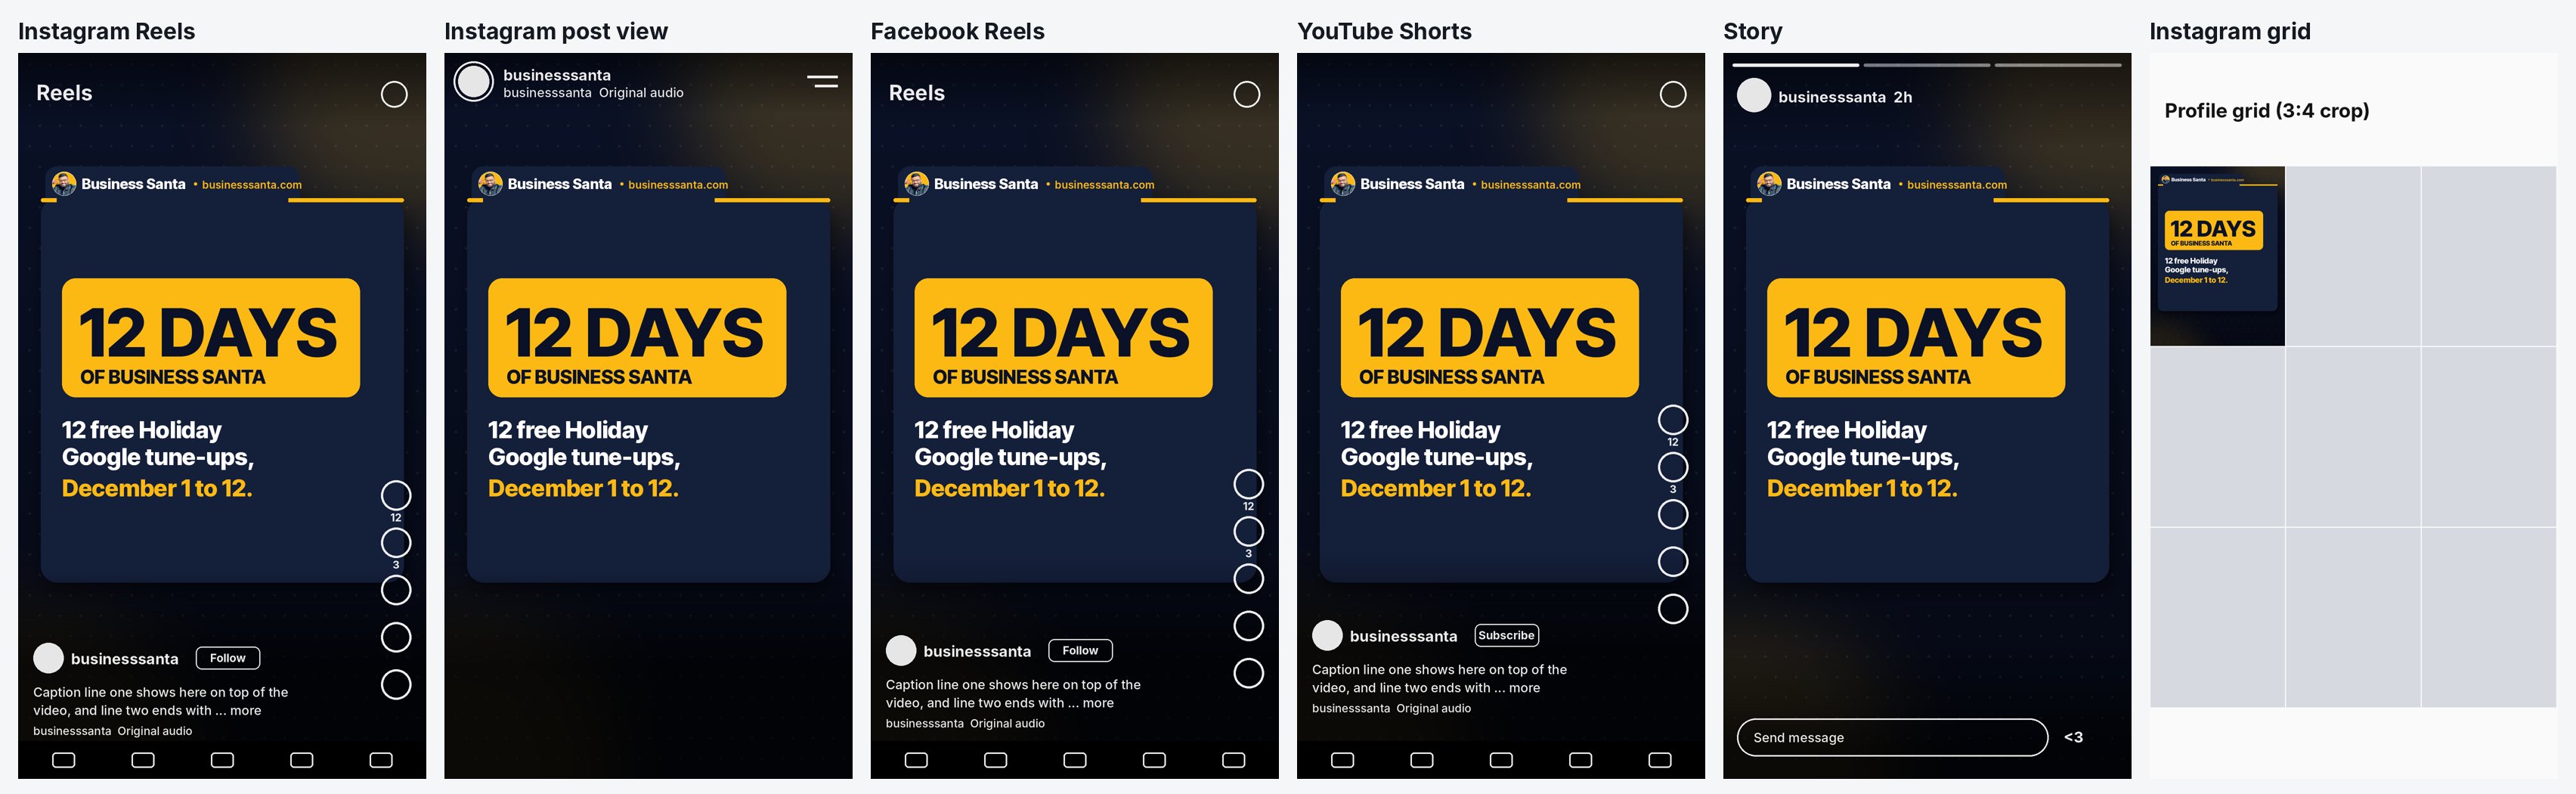 Instagram Reels
Reels
Business Santa • businesssanta.com
12 DAYS
OF BUSINESS SANTA
12 free Holiday
Google tune-ups,
December 1 to 12.
12
3
businesssanta Follow
Caption line one shows here on top of the
video, and line two ends with ... more
businesssanta Original audio
Instagram post view
businesssanta
businesssanta Original audio
Business Santa • businesssanta.com
12 DAYS
OF BUSINESS SANTA
12 free Holiday
Google tune-ups,
December 1 to 12.
Facebook Reels
Reels
Business Santa • businesssanta.com
12 DAYS
OF BUSINESS SANTA
12 free Holiday
Google tune-ups,
December 1 to 12.
12
3
businesssanta Follow
Caption line one shows here on top of the
video, and line two ends with ... more
businesssanta Original audio
YouTube Shorts
Business Santa • businesssanta.com
12 DAYS
OF BUSINESS SANTA
12 free Holiday
Google tune-ups,
December 1 to 12.
12
3
businesssanta Subscribe
Caption line one shows here on top of the
video, and line two ends with ... more
businesssanta Original audio
Story
businesssanta 2h
Business Santa • businesssanta.com
12 DAYS
OF BUSINESS SANTA
12 free Holiday
Google tune-ups,
December 1 to 12.
Send message <3
Instagram grid
Profile grid (3:4 crop)
Business Santa • businesssanta.com
12 DAYS
OF BUSINESS SANTA
12 free Holiday
Google tune-ups,
December 1 to 12.